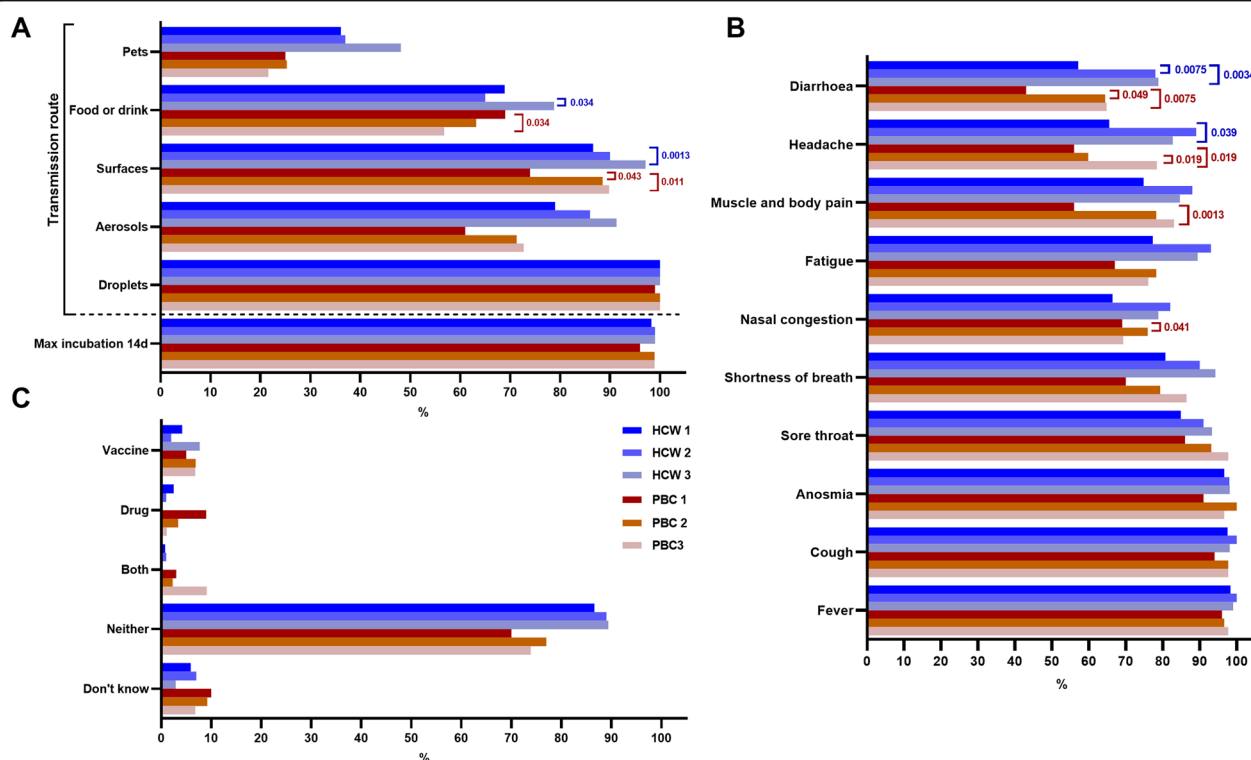 A
Transmission route
Pets
Food or drink
0.034
0.034
Surfaces
0.0013
0.043
0.011
Aerosols
Droplets
Max incubation 14d
0 10 20 30 40 50 60 70 80 90 100
%
B
Diarrhoea
0.0075
0.0034
0.049
0.0075
Headache
0.039
0.019
0.019
Muscle and body pain
0.0013
Fatigue
Nasal congestion
0.041
Shortness of breath
Sore throat
Anosmia
Cough
Fever
0 10 20 30 40 50 60 70 80 90 100
%
C
Vaccine
Drug
Both
Neither
Don't know
0 10 20 30 40 50 60 70 80 90 100
%
HCW 1
HCW 2
HCW 3
PBC 1
PBC 2
PBC3